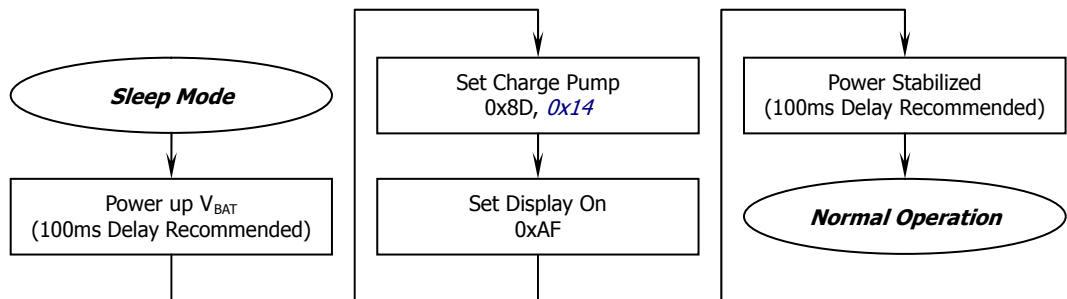 Sleep Mode
Power up VBAT
(100ms Delay Recommended)
Set Charge Pump
0x8D, 0x14
Set Display On
0xAF
Power Stabilized
(100ms Delay Recommended)
Normal Operation